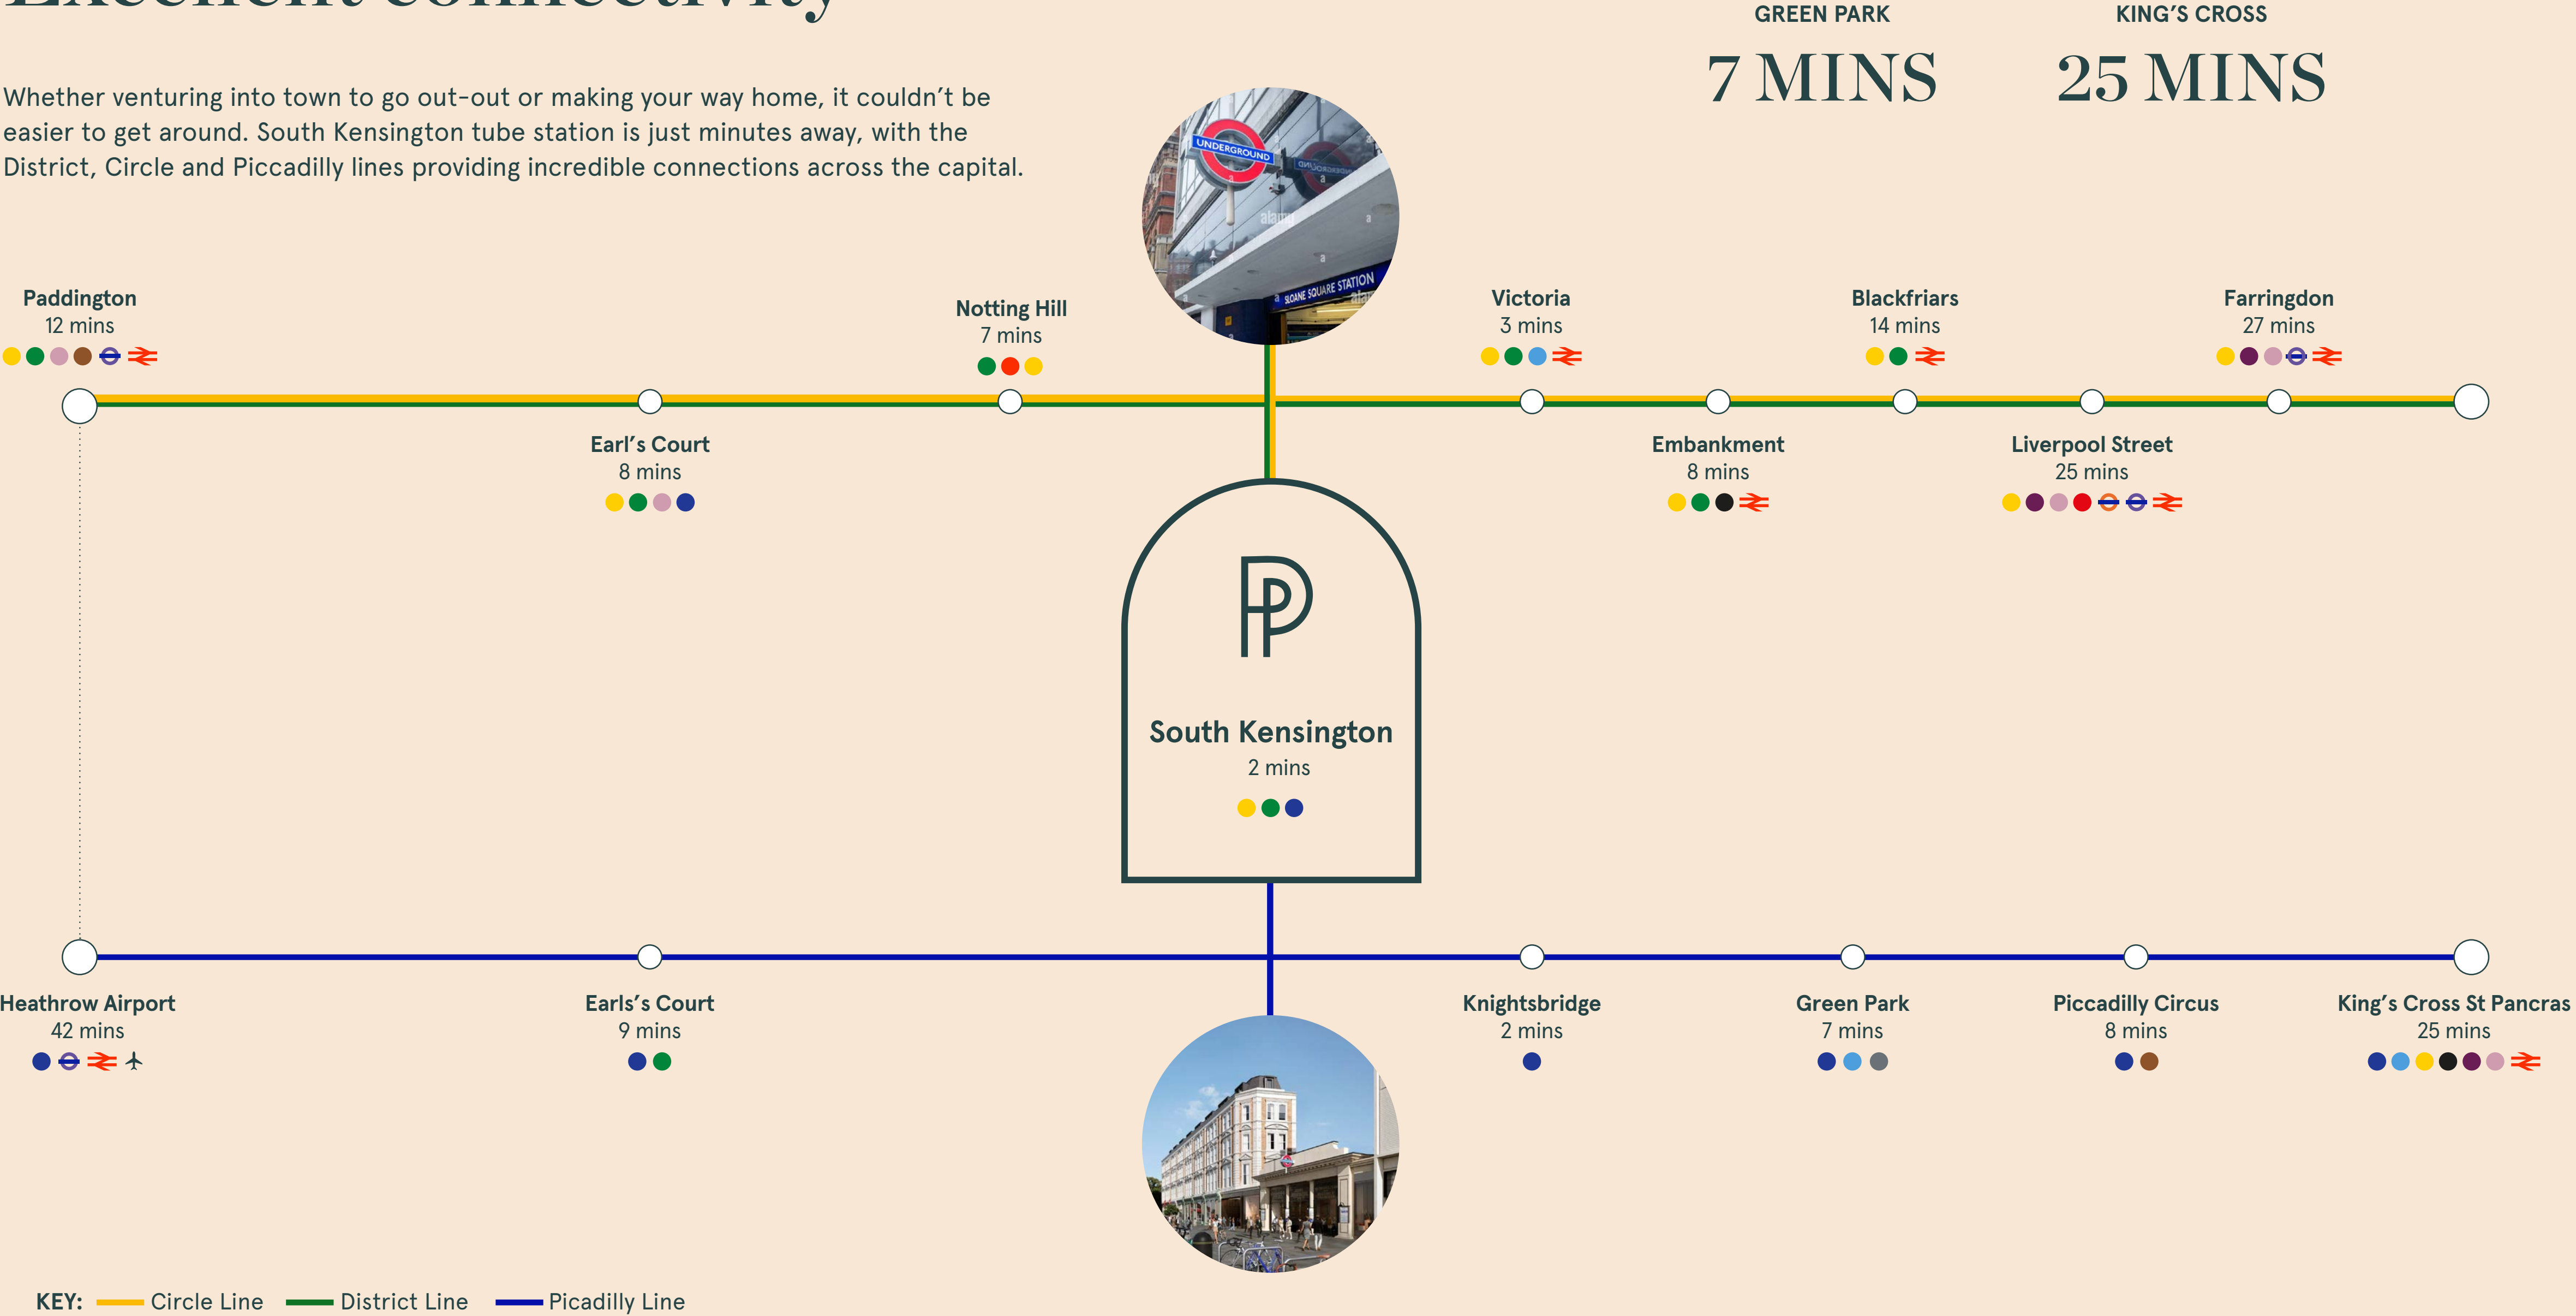 Excellent connectivity
GREEN PARK
7 MINS
KING'S CROSS
25 MINS
Whether venturing into town to go out-out or making your way home, it couldn't be
easier to get around. South Kensington tube station is just minutes away, with the
District, Circle and Piccadilly lines providing incredible connections across the capital.
UNDERGROUND
alamy
SLOANE SQUARE STATION
Paddington
12 mins
Notting Hill
7 mins
Victoria
3 mins
Blackfriars
14 mins
Farringdon
27 mins
Earl's Court
8 mins
Embankment
8 mins
Liverpool Street
25 mins
South Kensington
2 mins
Heathrow Airport
42 mins
Earls's Court
9 mins
Knightsbridge
2 mins
Green Park
7 mins
Piccadilly Circus
8 mins
King's Cross St Pancras
25 mins
KEY: Circle Line District Line Picadilly Line